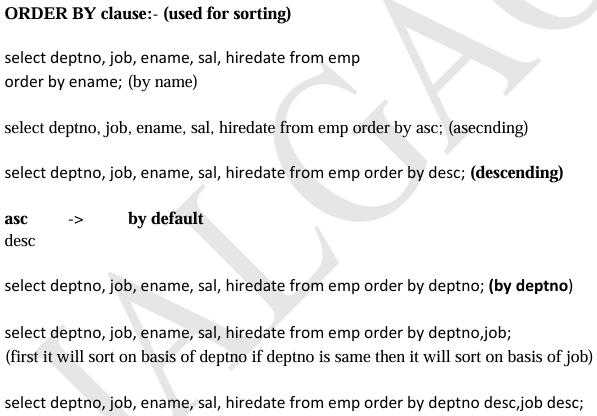 ORDER BY clause:- (used for sorting)
select deptno, job, ename, sal, hiredate from emp
order by ename; (by name)
select deptno, job, ename, sal, hiredate from emp order by asc; (asecnding)
select deptno, job, ename, sal, hiredate from emp order by desc; (descending)
asc -> by default
desc
select deptno, job, ename, sal, hiredate from emp order by deptno; (by deptno)
select deptno, job, ename, sal, hiredate from emp order by deptno,job;
(first it will sort on basis of deptno if deptno is same then it will sort on basis of job)
select deptno, job, ename, sal, hiredate from emp order by deptno desc,job desc;